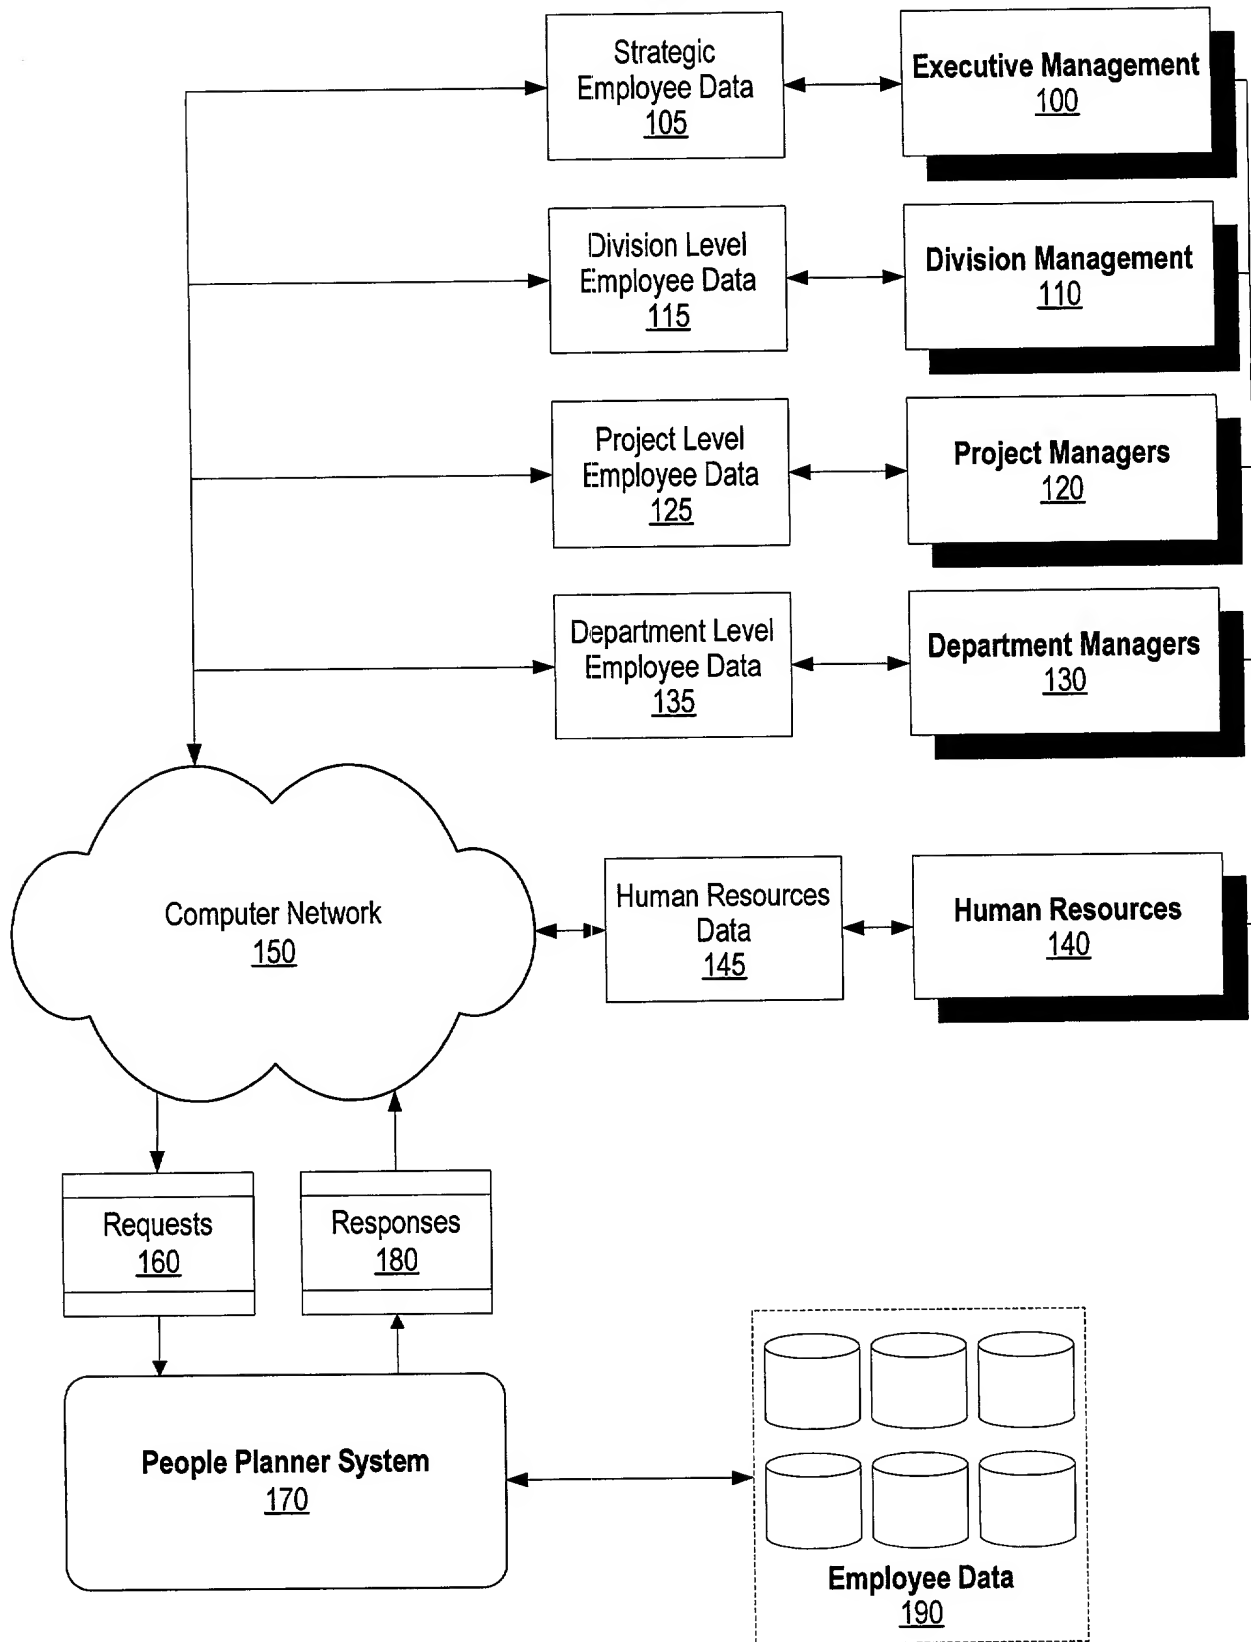 Strategic
Employee Data
105
Executive Management
100
Division Level
Employee Data
115
Division Management
110
Project Level
Employee Data
125
Project Managers
120
Department Level
Employee Data
135
Department Managers
130
Computer Network
150
Human Resources
Data
145
Human Resources
140
Requests
160
Responses
180
People Planner System
170
Employee Data
190